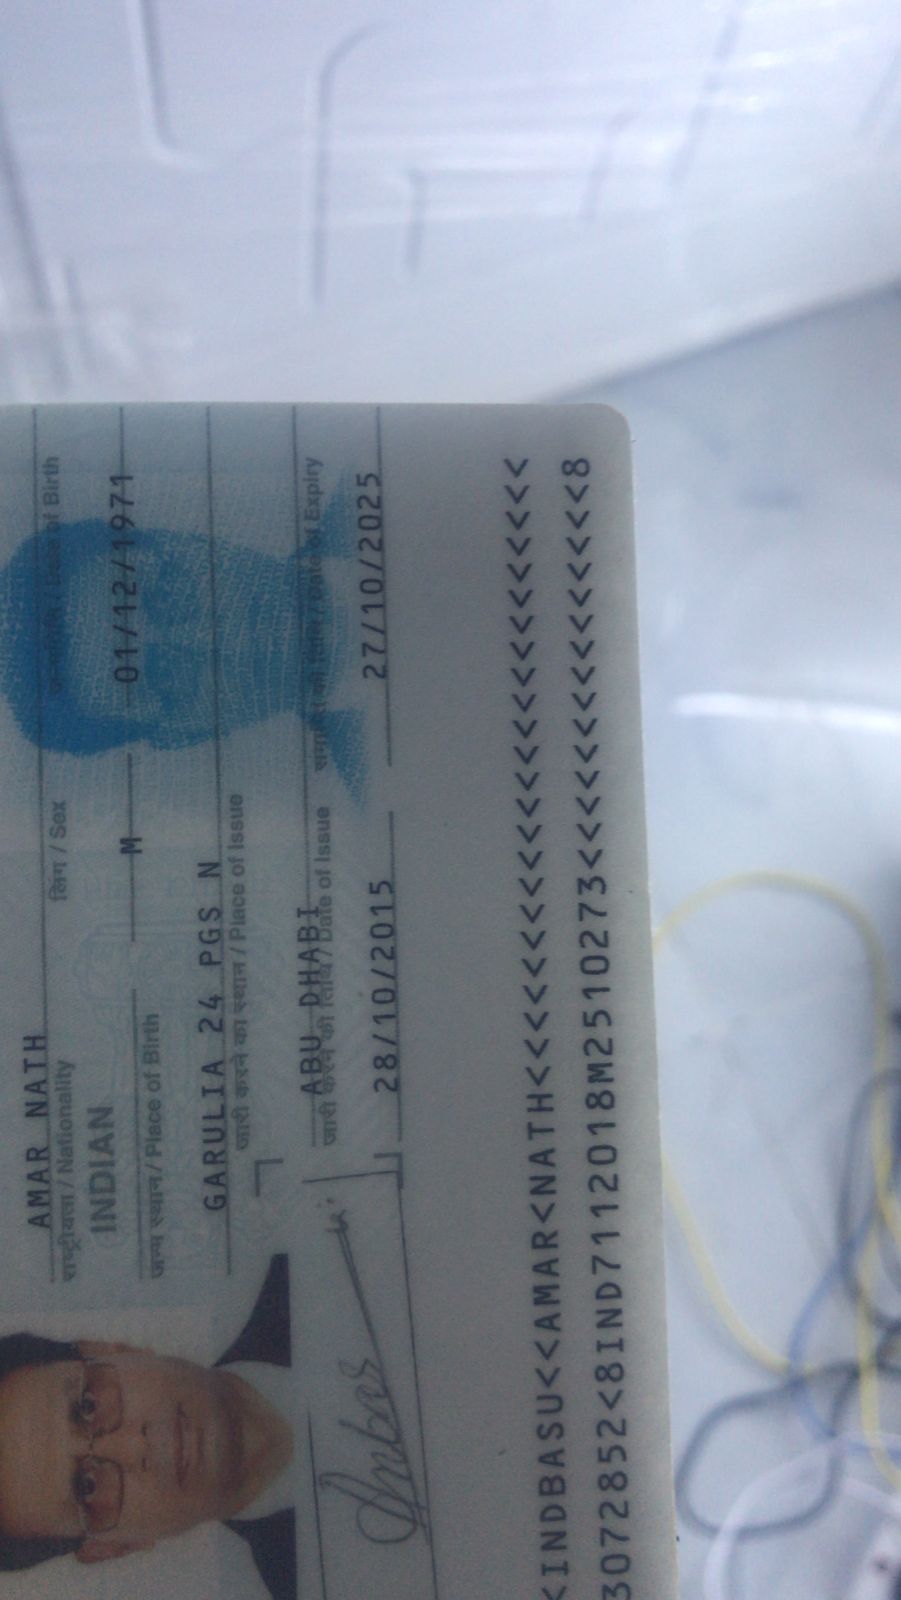 AMAR NATH
राष्ट्रीयता / Nationality लिंग / Sex जन्मतिथि / Date of Birth
INDIAN M 01/12/1971
जन्म स्थान / Place of Birth
GARULIA 24 PGS N
जारी करने का स्थान / Place of Issue
ABU DHABI
जारी करने की तिथि / Date of Issue समाप्ति की तिथि / Date of Expiry
28/10/2015 27/10/2025
<INDBASU<<AMAR<NATH<<<<<<<<<<<<<<<<<<<<<<<
3072852<8IND7112018M2510273<<<<<<<<<<<<<<8